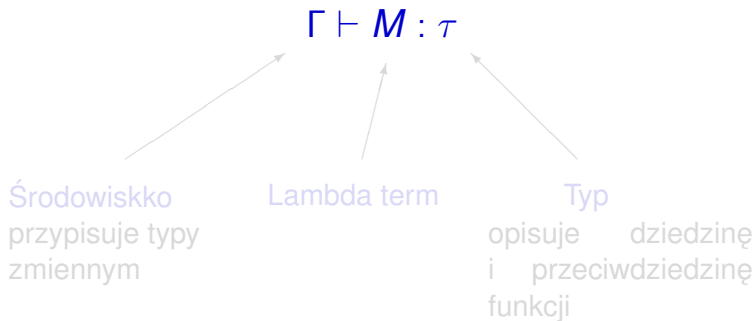 Γ ⊢ M : τ
Środowiskko Lambda term Typ
przypisuje typy opisuje dziedzinę
zmiennym i przeciwdziedzinę
funkcji